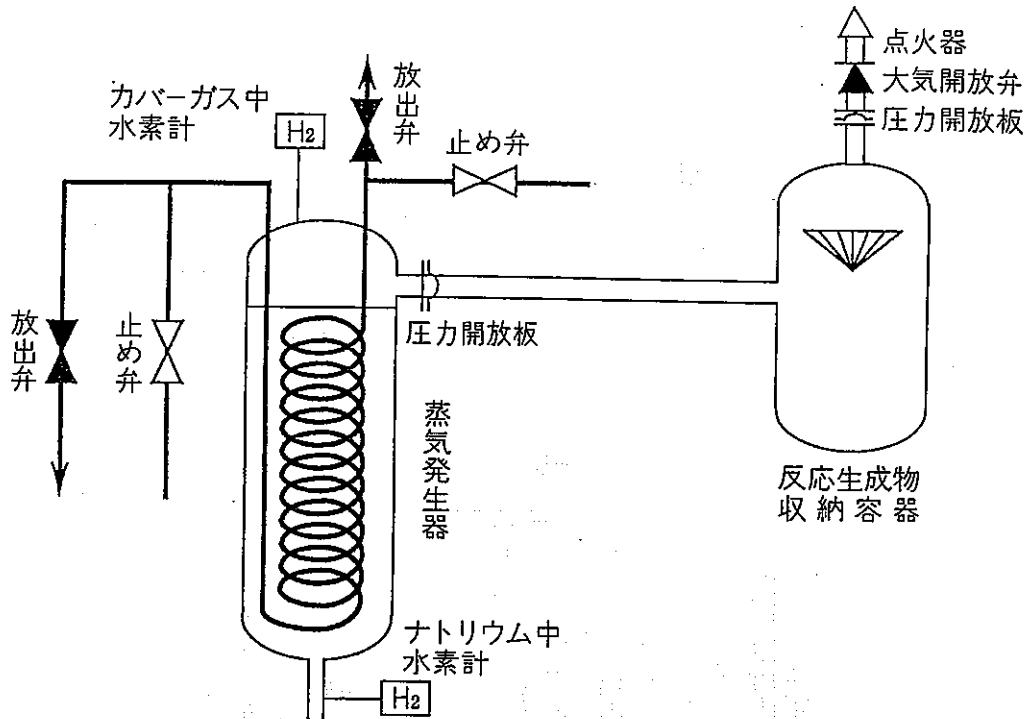 点火器
大気開放弁
圧力開放板
カバーガス中
水素計
H2
放出弁
止め弁
放出弁
止め弁
圧力開放板
蒸気発生器
反応生成物
収納容器
ナトリウム中
水素計
H2